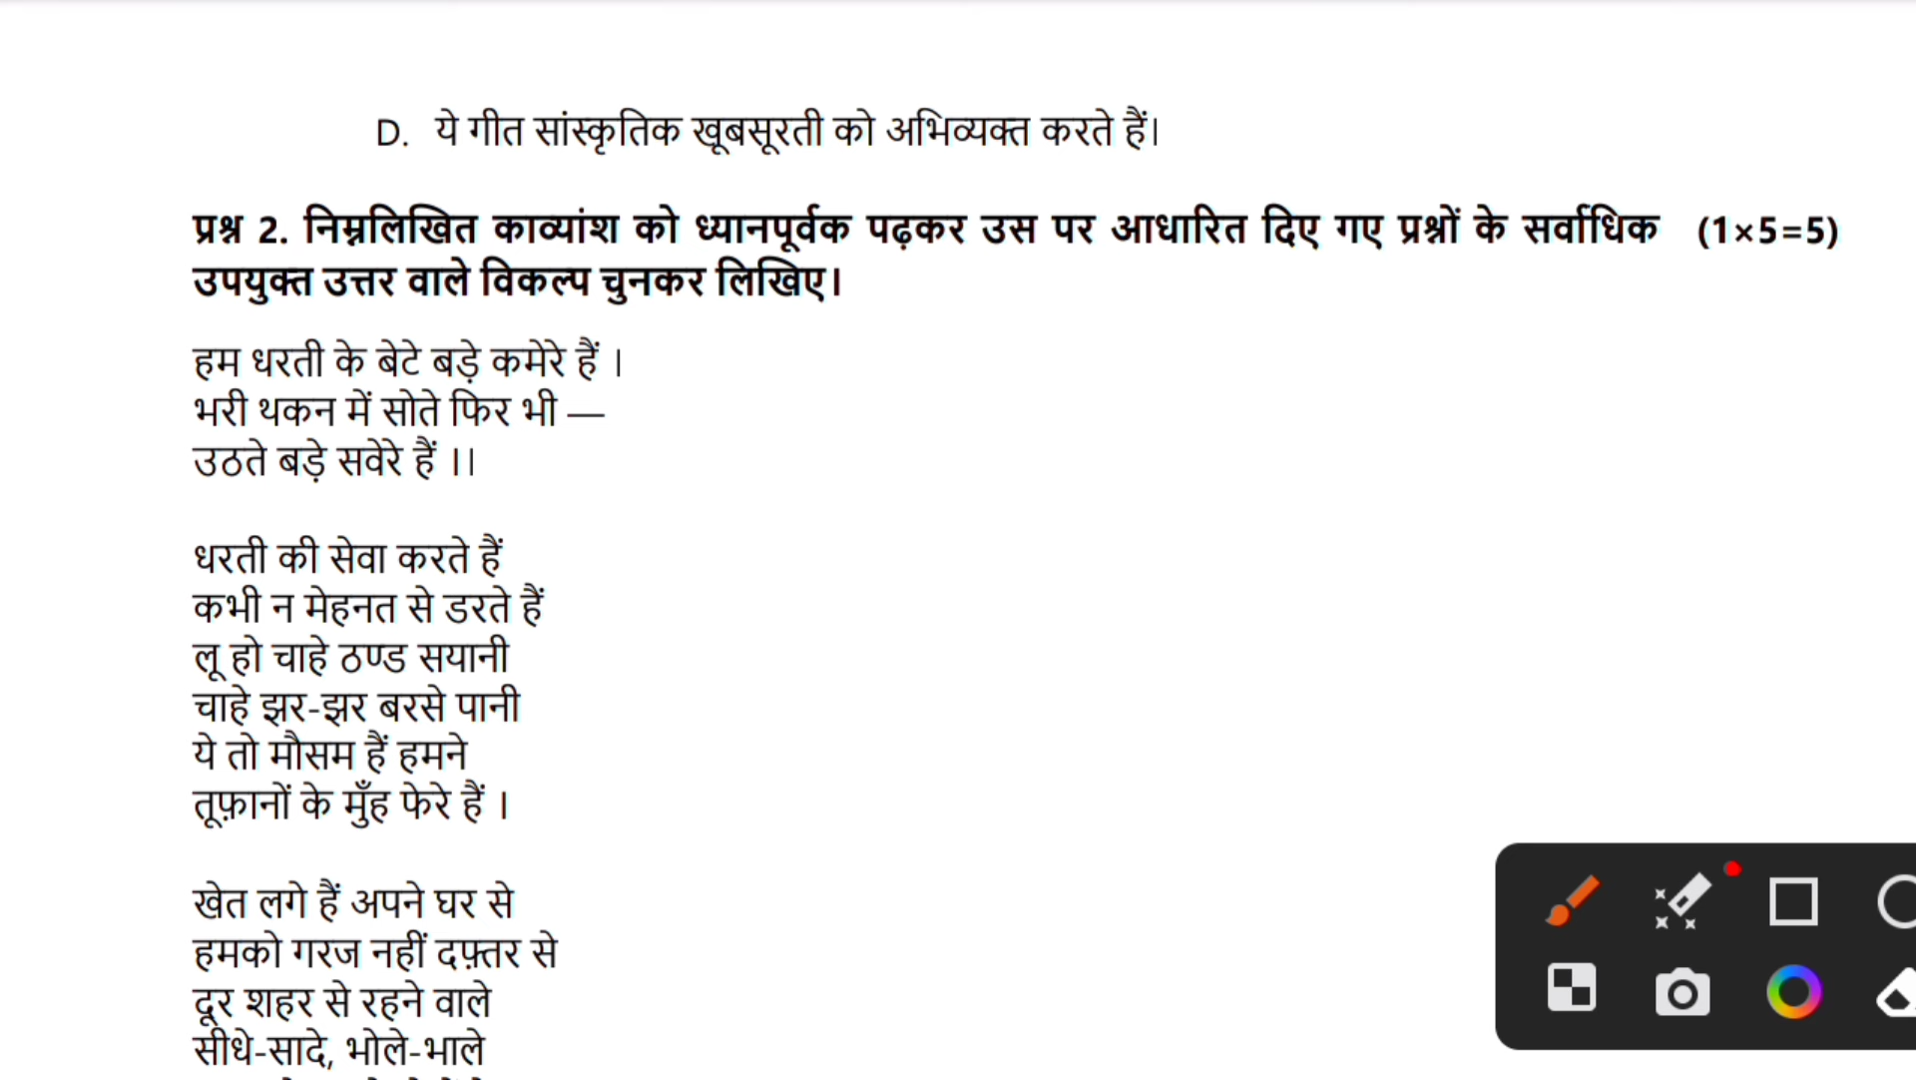 D. ये गीत सांस्कृतिक खूबसूरती को अभिव्यक्त करते हैं।
प्रश्न 2. निम्नलिखित काव्यांश को ध्यानपूर्वक पढ़कर उस पर आधारित दिए गए प्रश्नों के सर्वाधिक (1×5=5)
उपयुक्त उत्तर वाले विकल्प चुनकर लिखिए।
हम धरती के बेटे बड़े कमेरे हैं ।
भरी थकन में सोते फिर भी —
उठते बड़े सवेरे हैं ।।
धरती की सेवा करते हैं
कभी न मेहनत से डरते हैं
लू हो चाहे ठण्ड सयानी
चाहे झर-झर बरसे पानी
ये तो मौसम हैं हमने
तूफ़ानों के मुँह फेरे हैं ।
खेत लगे हैं अपने घर से
हमको गरज नहीं दफ़्तर से
दूर शहर से रहने वाले
सीधे-सादे, भोले-भाले